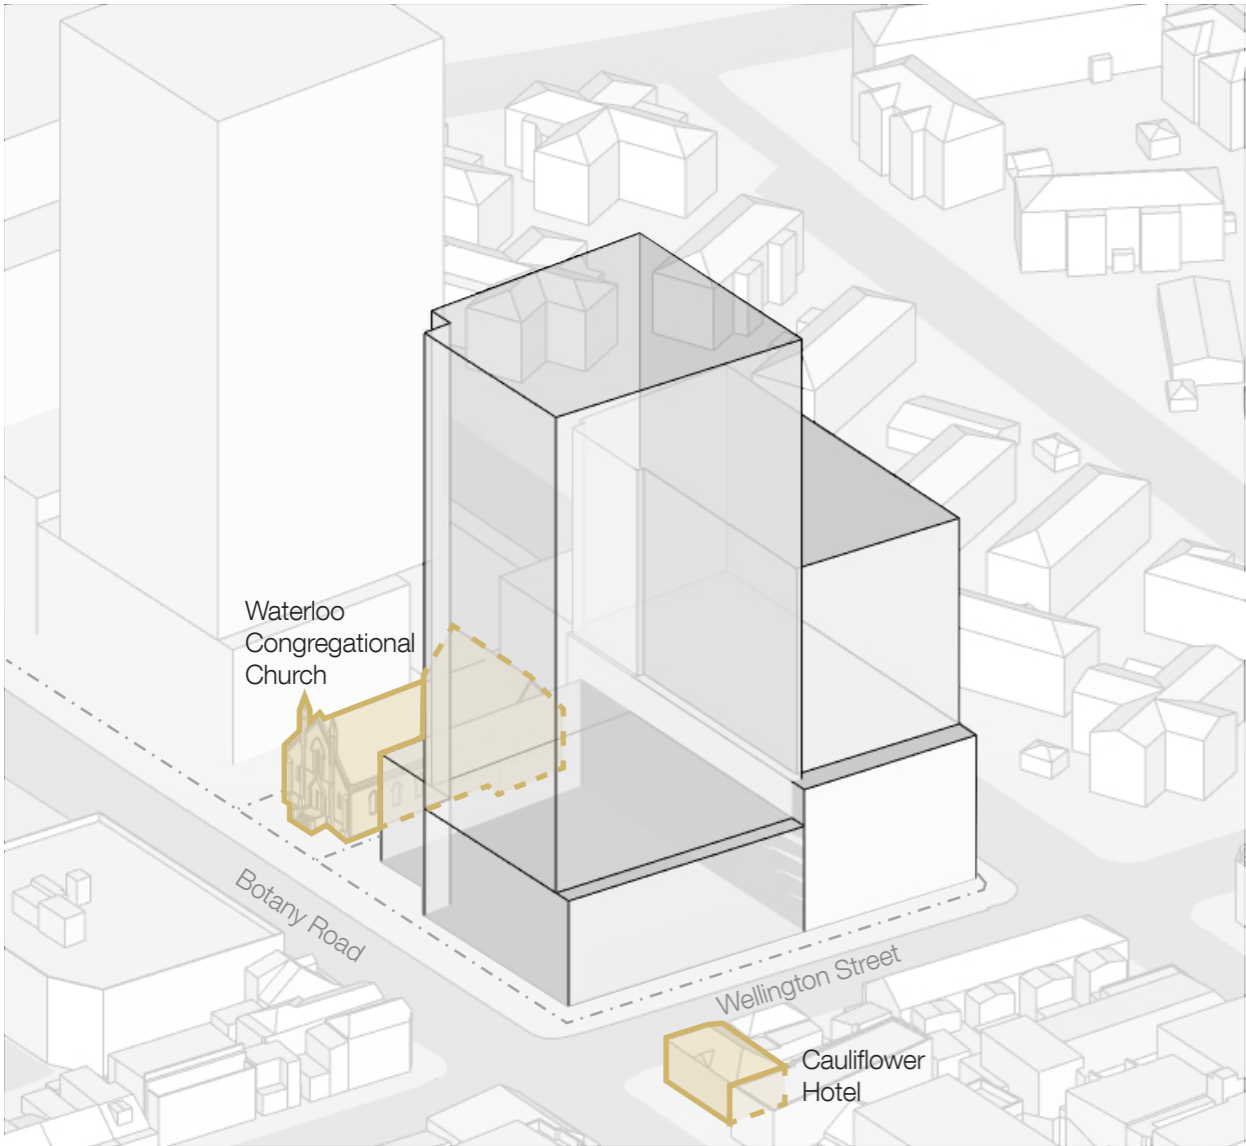 Waterloo
Congregational
Church
Botany Road
Wellington Street
Cauliflower
Hotel